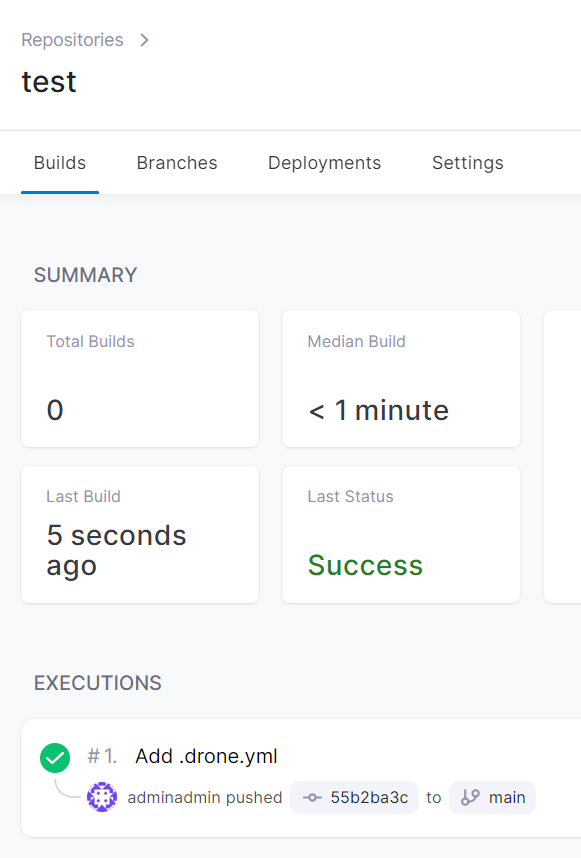 Repositories
test
Builds Branches Deployments Settings
SUMMARY
Total Builds
0
Median Build
< 1 minute
Last Build
5 seconds
ago
Last Status
Success
EXECUTIONS
# 1. Add .drone.yml
adminadmin pushed 55b2ba3c to main